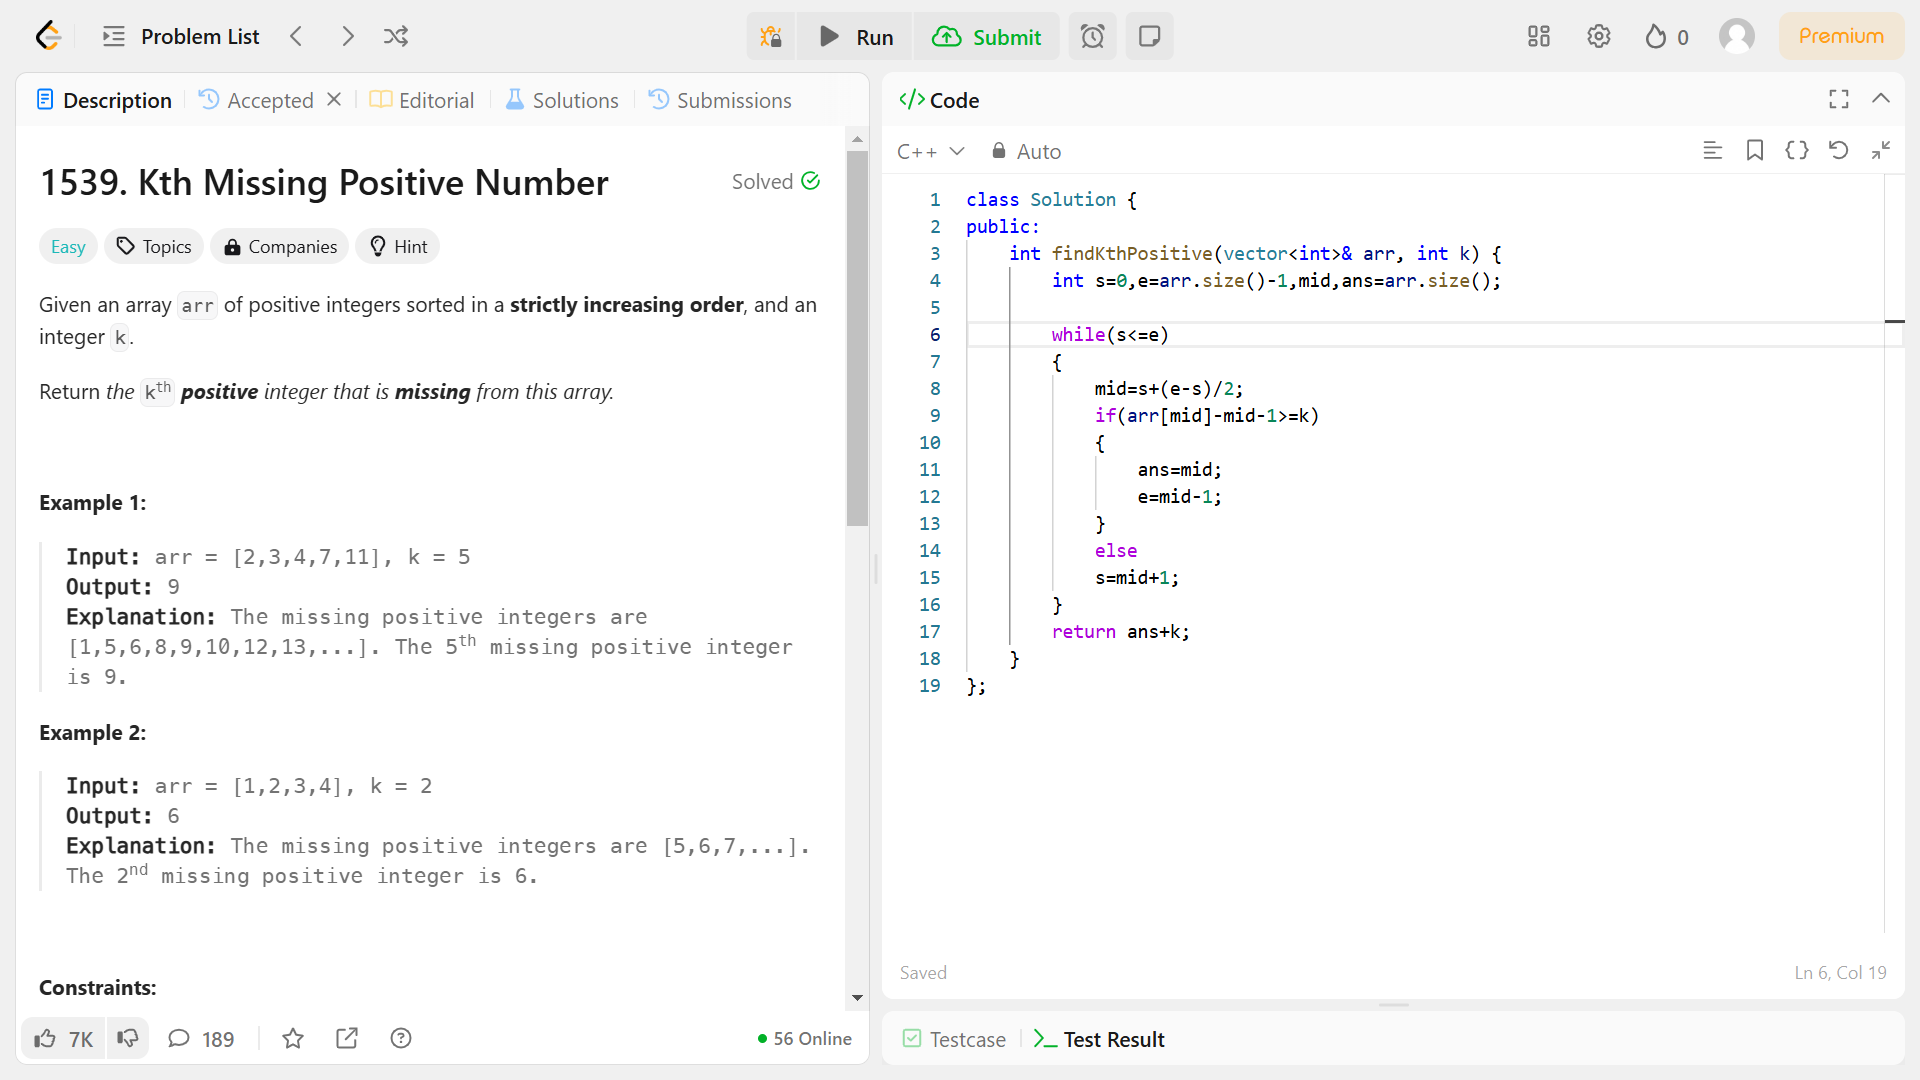 Problem List
Run
Submit
0
Premium
Description
Accepted
Editorial
Solutions
Submissions
1539. Kth Missing Positive Number
Solved
Easy
Topics
Companies
Hint
Given an array arr of positive integers sorted in a strictly increasing order, and an
integer k.
Return the kth positive integer that is missing from this array.
Example 1:
Input: arr = [2,3,4,7,11], k = 5
Output: 9
Explanation: The missing positive integers are
[1,5,6,8,9,10,12,13,...]. The 5th missing positive integer
is 9.
Example 2:
Input: arr = [1,2,3,4], k = 2
Output: 6
Explanation: The missing positive integers are [5,6,7,...].
The 2nd missing positive integer is 6.
Constraints:
7K
189
56 Online
</> Code
C++
Auto
1 class Solution {
2 public:
3 int findKthPositive(vector<int>& arr, int k) {
4 int s=0,e=arr.size()-1,mid,ans=arr.size();
5
6 while(s<=e)
7 {
8 mid=s+(e-s)/2;
9 if(arr[mid]-mid-1>=k)
10 {
11 ans=mid;
12 e=mid-1;
13 }
14 else
15 s=mid+1;
16 }
17 return ans+k;
18 }
19 };
Saved
Ln 6, Col 19
Testcase
Test Result